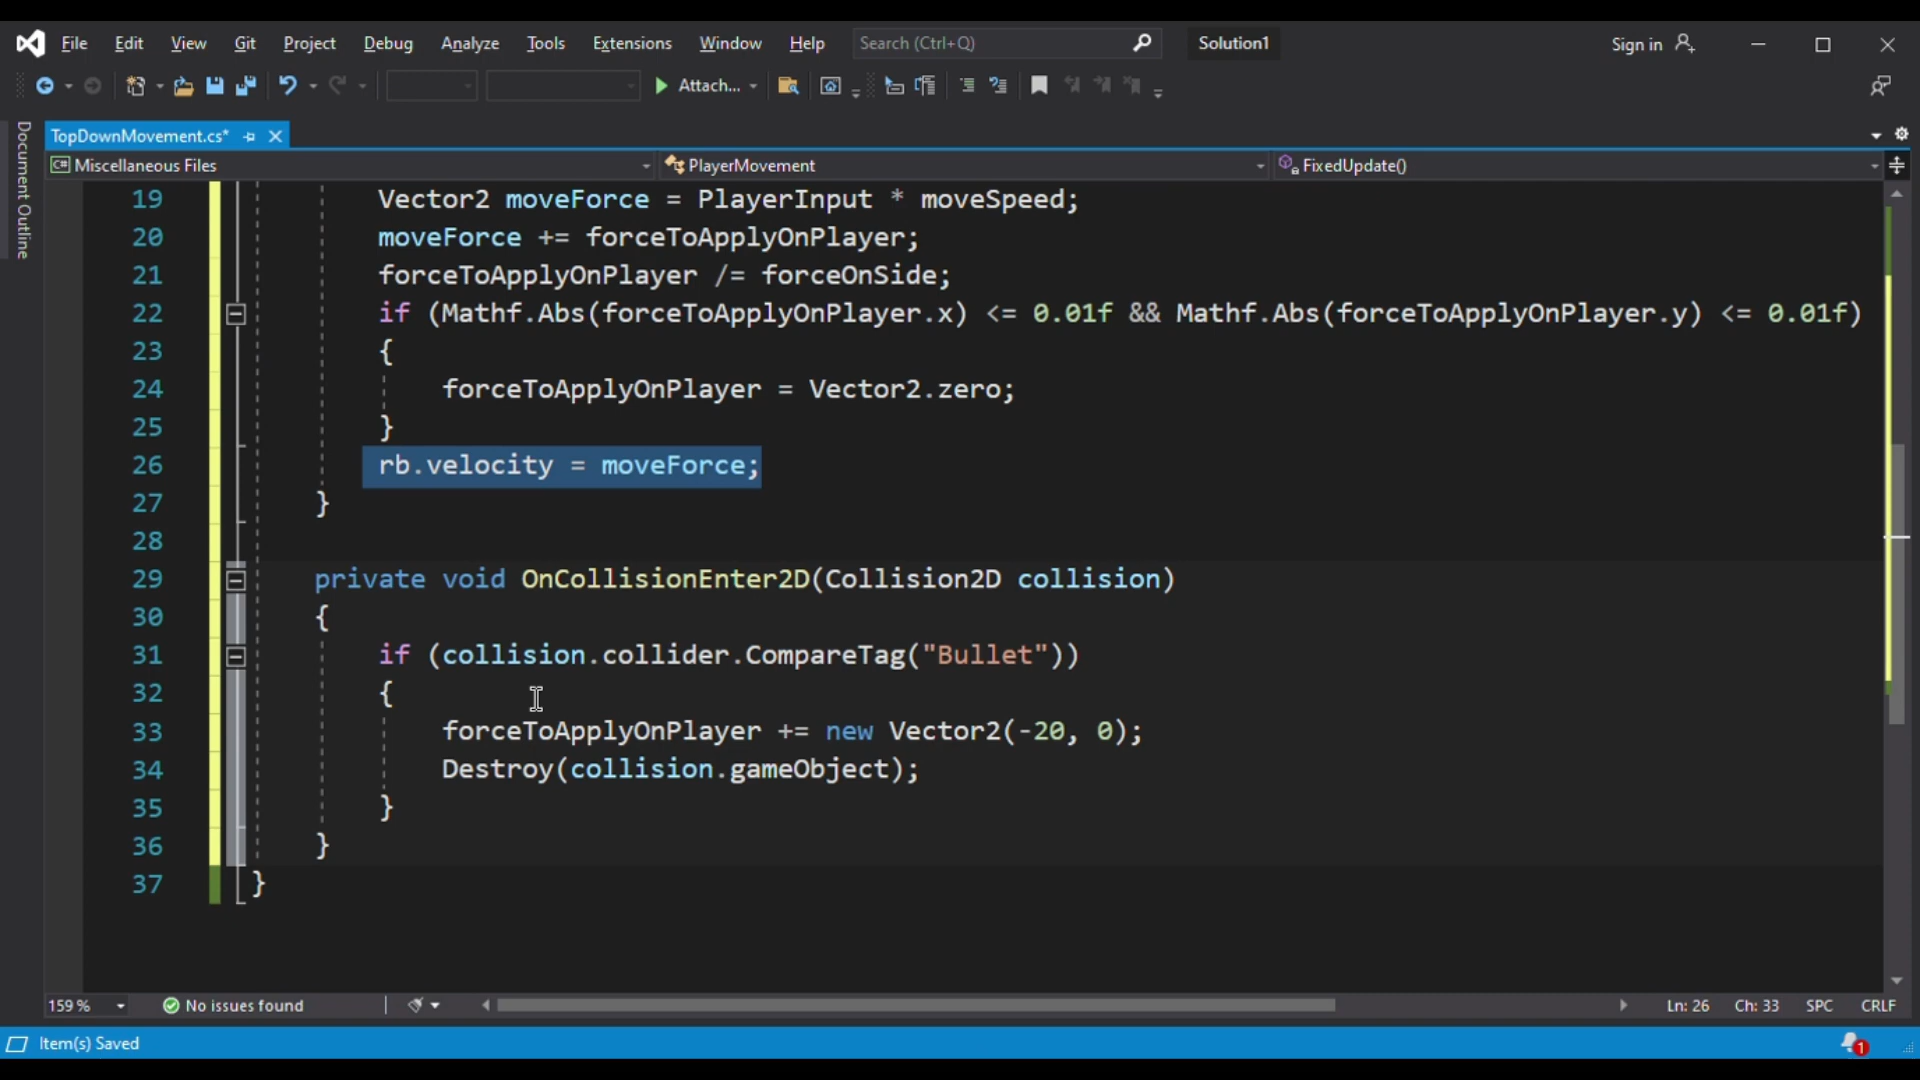 File Edit View Git Project Debug Analyze Tools Extensions Window Help Search (Ctrl+Q) Solution1 Sign in
Attach...
TopDownMovement.cs*
Miscellaneous Files PlayerMovement FixedUpdate()
Document Outline
19 Vector2 moveForce = PlayerInput * moveSpeed;
20 moveForce += forceToApplyOnPlayer;
21 forceToApplyOnPlayer /= forceOnSide;
22 if (Mathf.Abs(forceToApplyOnPlayer.x) <= 0.01f && Mathf.Abs(forceToApplyOnPlayer.y) <= 0.01f)
23 {
24 forceToApplyOnPlayer = Vector2.zero;
25 }
26 rb.velocity = moveForce;
27 }
28
29 private void OnCollisionEnter2D(Collision2D collision)
30 {
31 if (collision.collider.CompareTag("Bullet"))
32 {
33 forceToApplyOnPlayer += new Vector2(-20, 0);
34 Destroy(collision.gameObject);
35 }
36 }
37 }
159 % No issues found Ln: 26 Ch: 33 SPC CRLF
Item(s) Saved 1